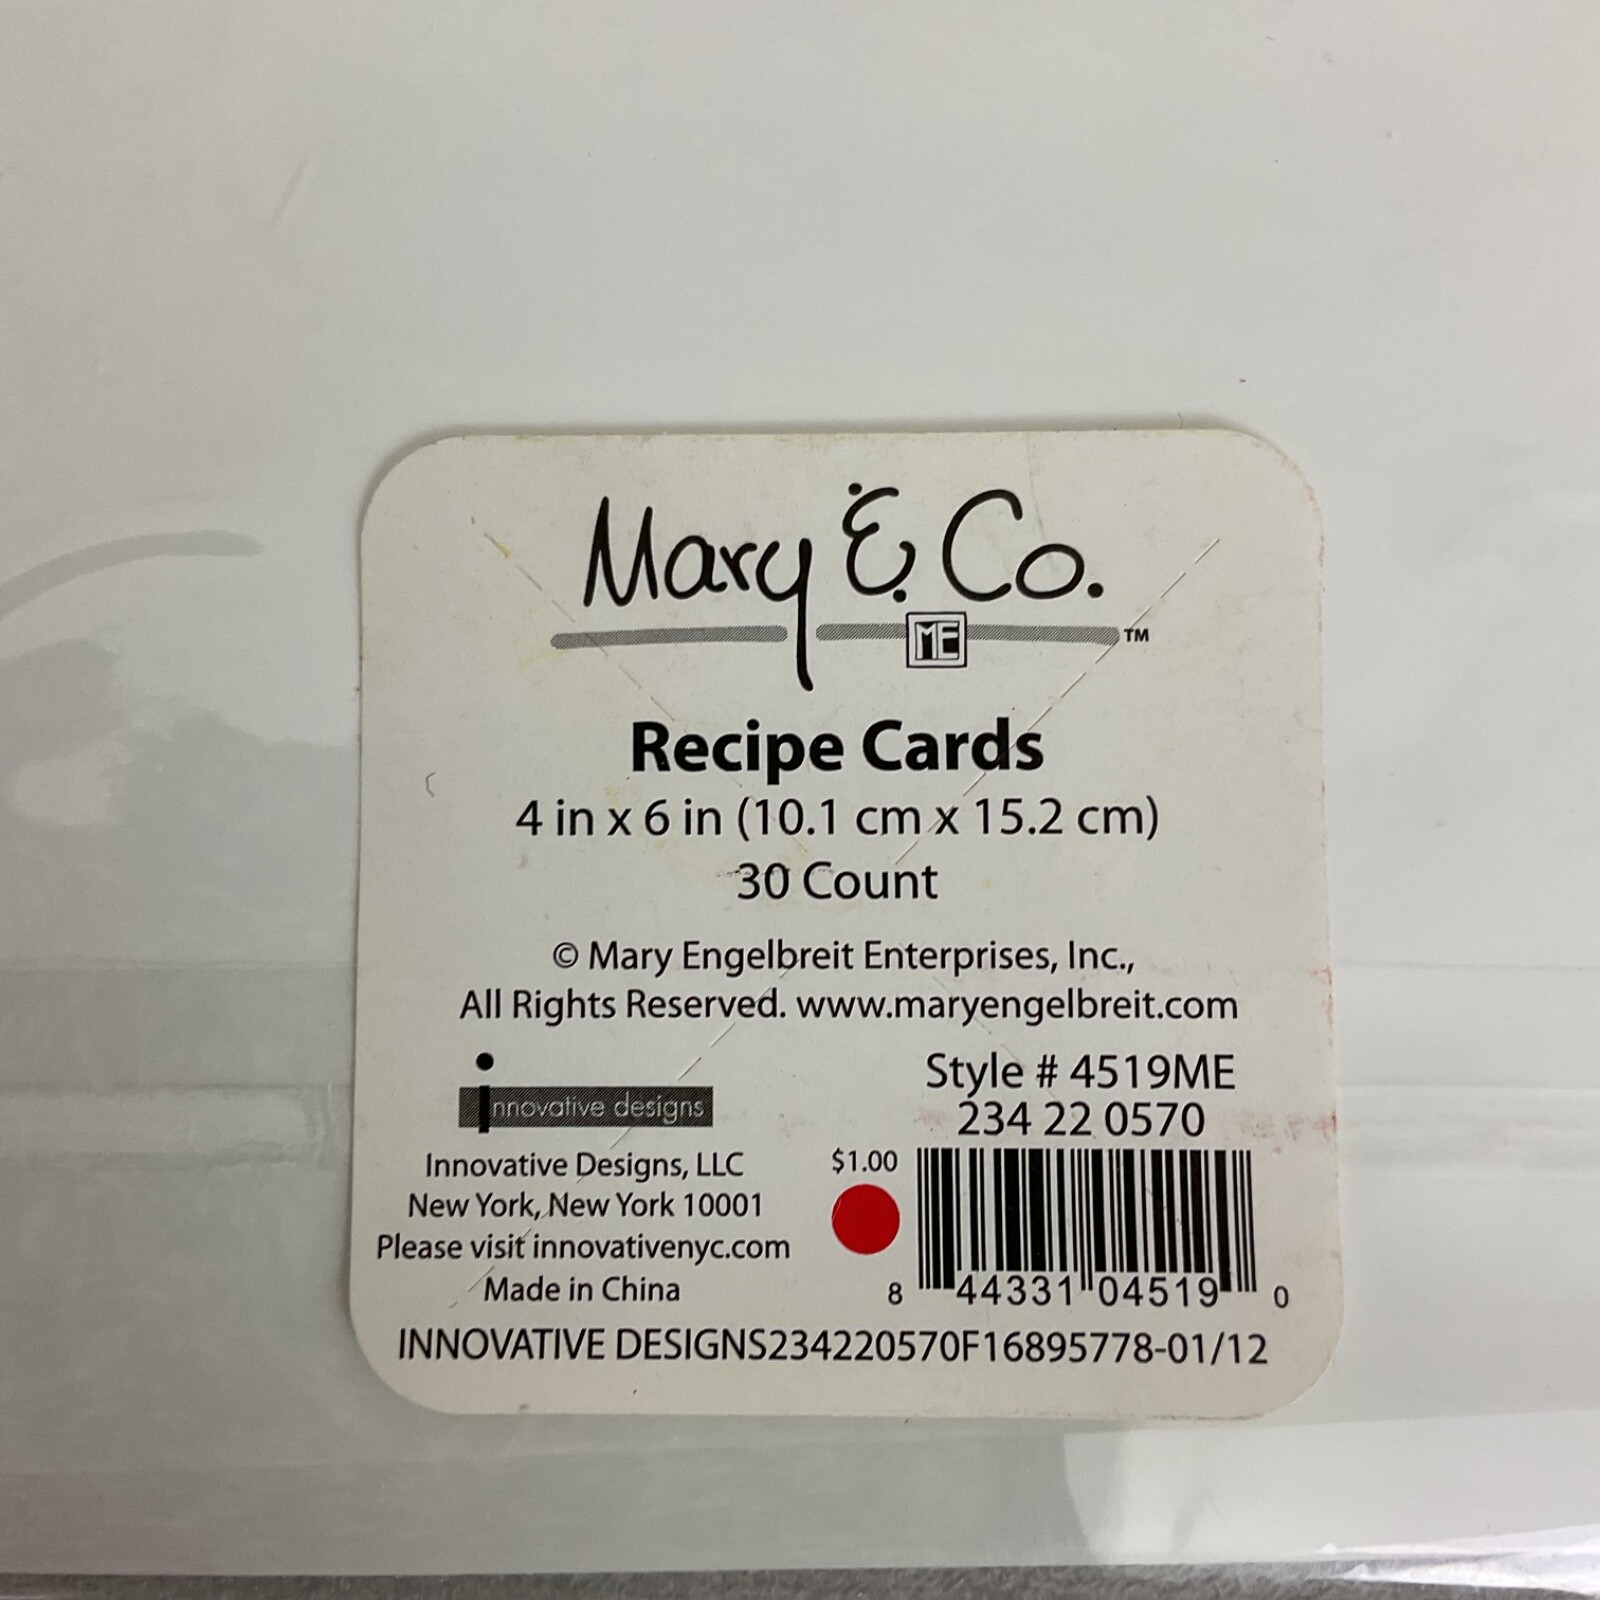 Mary & Co.
ME ™
Recipe Cards
4 in x 6 in (10.1 cm x 15.2 cm)
30 Count
© Mary Engelbreit Enterprises, Inc.,
All Rights Reserved. www.maryengelbreit.com
innovative designs
Innovative Designs, LLC
New York, New York 10001
Please visit innovativenyc.com
Made in China
Style # 4519ME
234 22 0570
$1.00
8 44331 04519 0
INNOVATIVE DESIGNS234220570F16895778-01/12